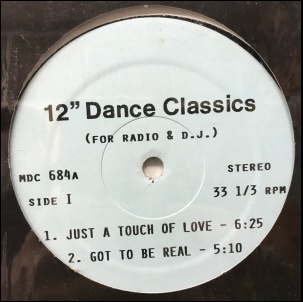 12" Dance Classics
(FOR RADIO & D.J.)
MDC 684A STEREO
SIDE I 33 1/3 RPM
1. JUST A TOUCH OF LOVE - 6:25
2. GOT TO BE REAL - 5:10